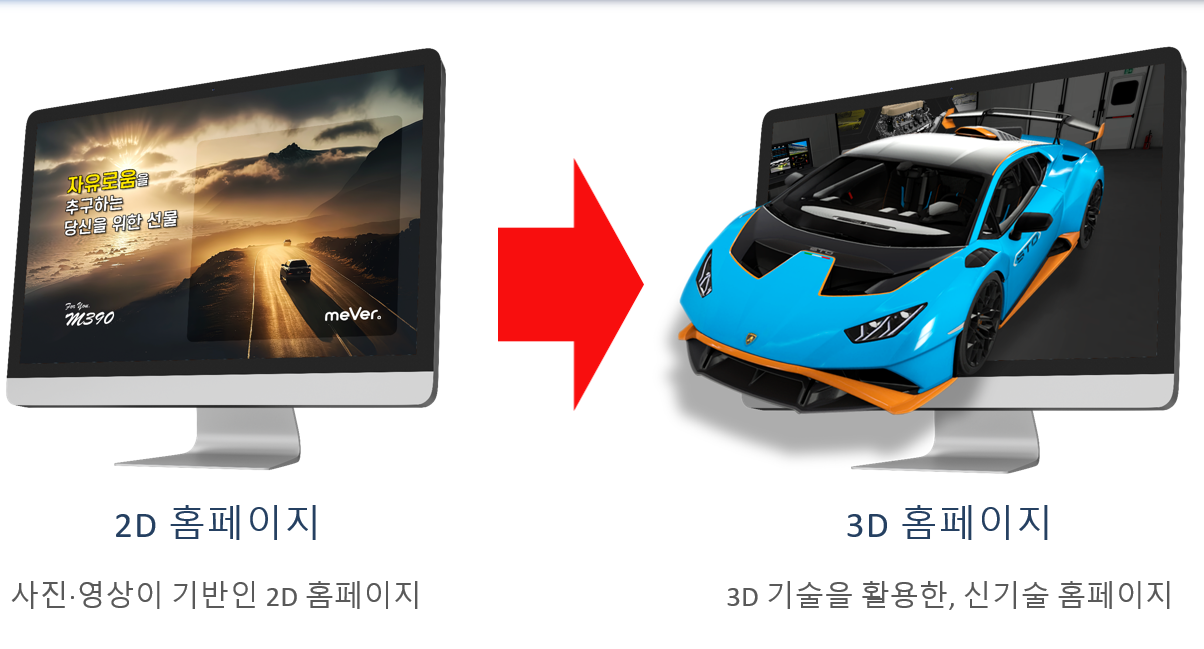 자유로움을
추구하는
당신을 위한 선물
For You
M390
meVer.
GTO
GTO
2D 홈페이지
3D 홈페이지
사진·영상이 기반인 2D 홈페이지
3D 기술을 활용한, 신기술 홈페이지